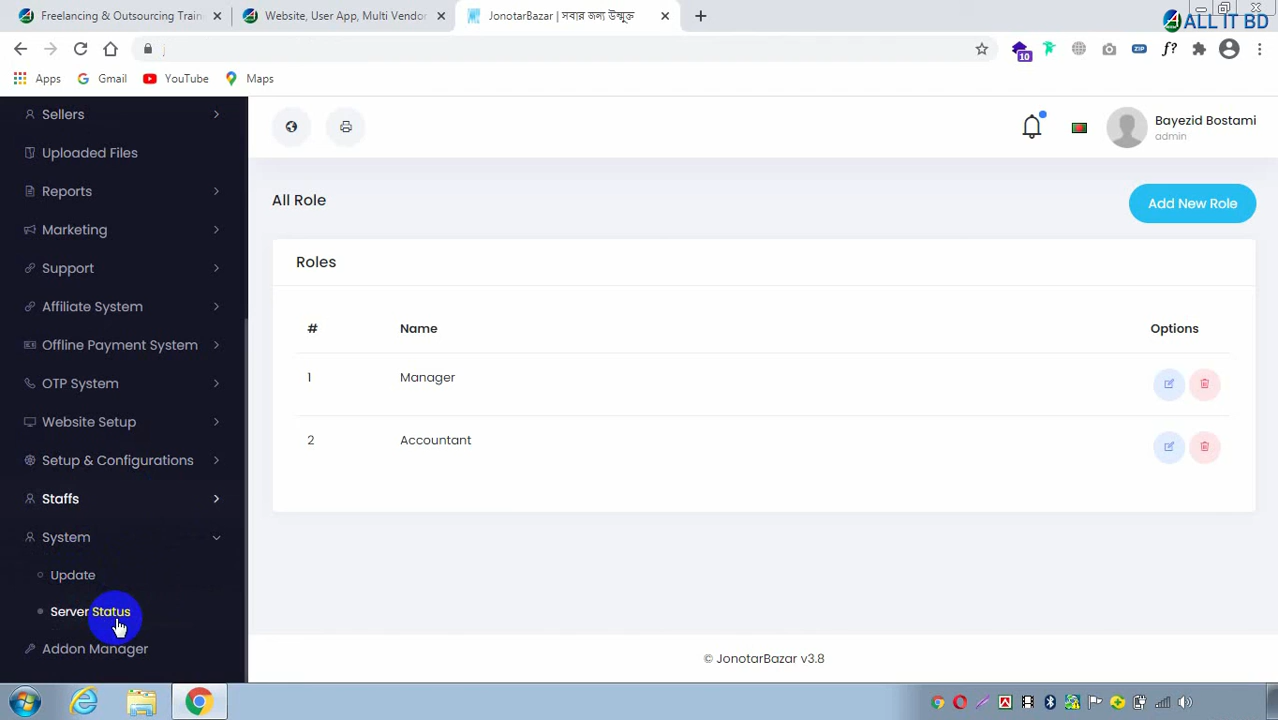 Freelancing & Outsourcing Train
Website, User App, Multi Vendor
JonotarBazar | সবার জন্য উন্মুক্ত
ALL IT BD
10
ZIP
f?
Apps
Gmail
YouTube
Maps
Sellers
Uploaded Files
Reports
Marketing
Support
Affiliate System
Offline Payment System
OTP System
Website Setup
Setup & Configurations
Staffs
System
Update
Server Status
Addon Manager
Bayezid Bostami
admin
All Role
Add New Role
Roles
# Name Options
1 Manager
2 Accountant
© JonotarBazar v3.8